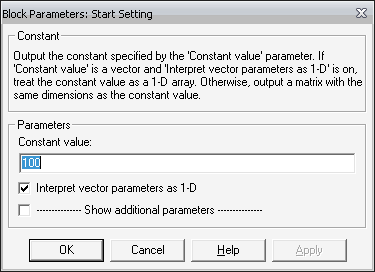 Block Parameters: Start Setting
Constant
Output the constant specified by the 'Constant value' parameter. If
'Constant value' is a vector and 'Interpret vector parameters as 1-D' is on,
treat the constant value as a 1-D array. Otherwise, output a matrix with the
same dimensions as the constant value.
Parameters
Constant value:
100
Interpret vector parameters as 1-D
-------------- Show additional parameters --------------
OK Cancel Help Apply